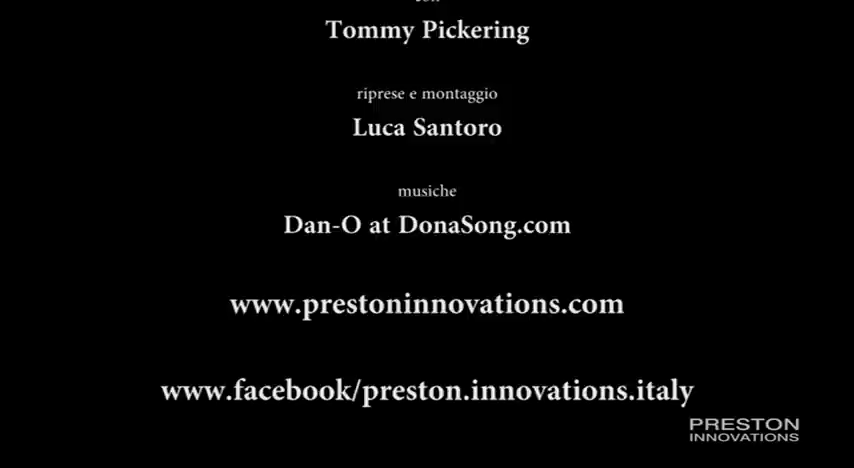 Tommy Pickering
riprese e montaggio
Luca Santoro
musiche
Dan-O at DonaSong.com
www.prestoninnovations.com
www.facebook/preston.innovations.italy
PRESTON
INNOVATIONS